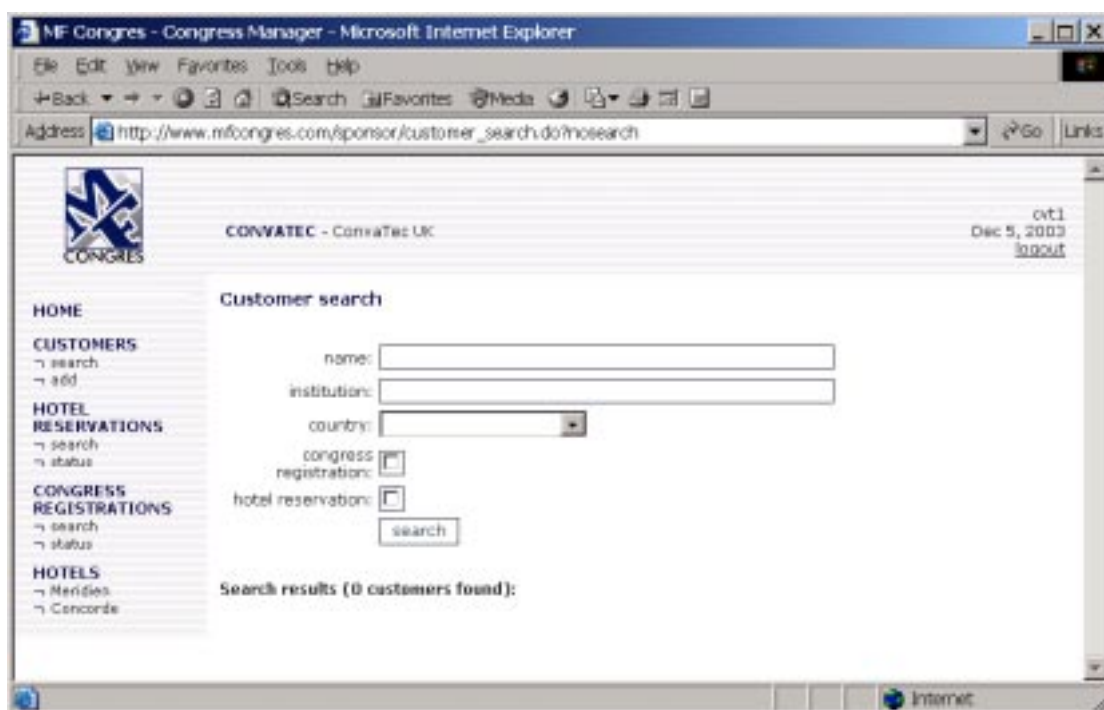 MF Congres - Congress Manager - Microsoft Internet Explorer
File Edit View Favorites Tools Help
Back Search Favorites Media
Address http://www.mfcongres.com/sponsor/customer_search.do?nosearch Go Links
CONGRES
CONVATEC - ConvaTec UK
cvt1
Dec 5, 2003
logout
HOME
CUSTOMERS
¬ search
¬ add
HOTEL
RESERVATIONS
¬ search
¬ status
CONGRESS
REGISTRATIONS
¬ search
¬ status
HOTELS
¬ Meridien
¬ Concorde
Customer search
name:
institution:
country:
congress
registration:
hotel reservation:
search
Search results (0 customers found):
Internet